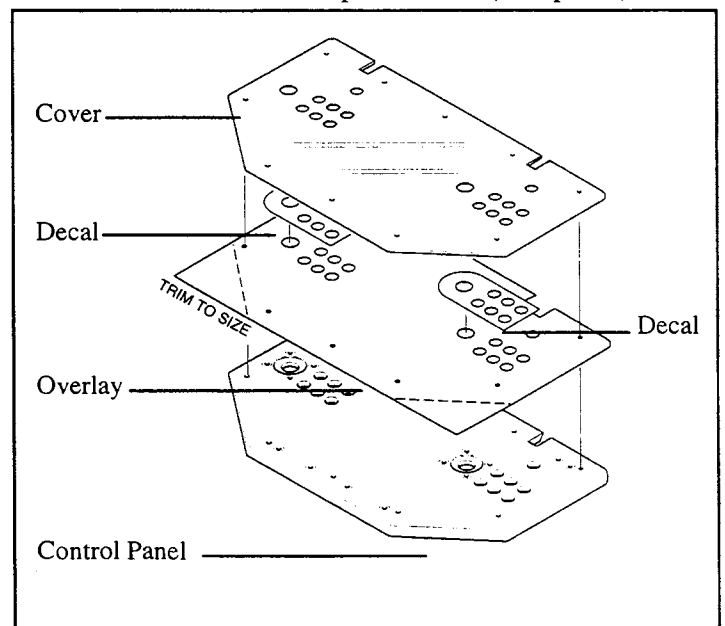 Cover
Decal
TRIM TO SIZE
Decal
Overlay
Control Panel